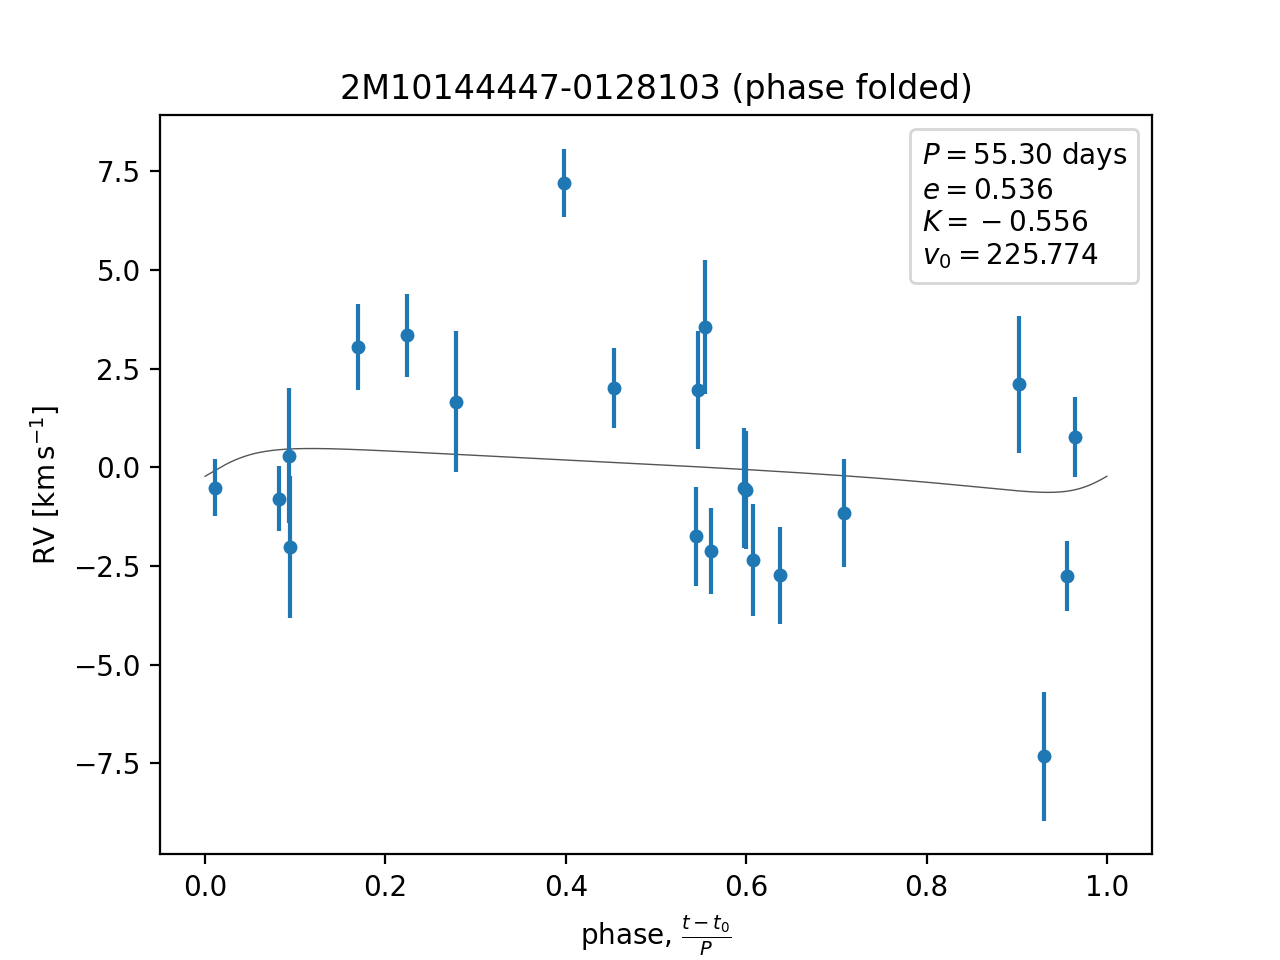 2M10144447-0128103 (phase folded)
P = 55.30 days
e = 0.536
K = −0.556
v₀ = 225.774
7.5
5.0
2.5
0.0
−2.5
−5.0
−7.5
RV [km s⁻¹]
0.0 0.2 0.4 0.6 0.8 1.0
phase, (t − t₀)/P